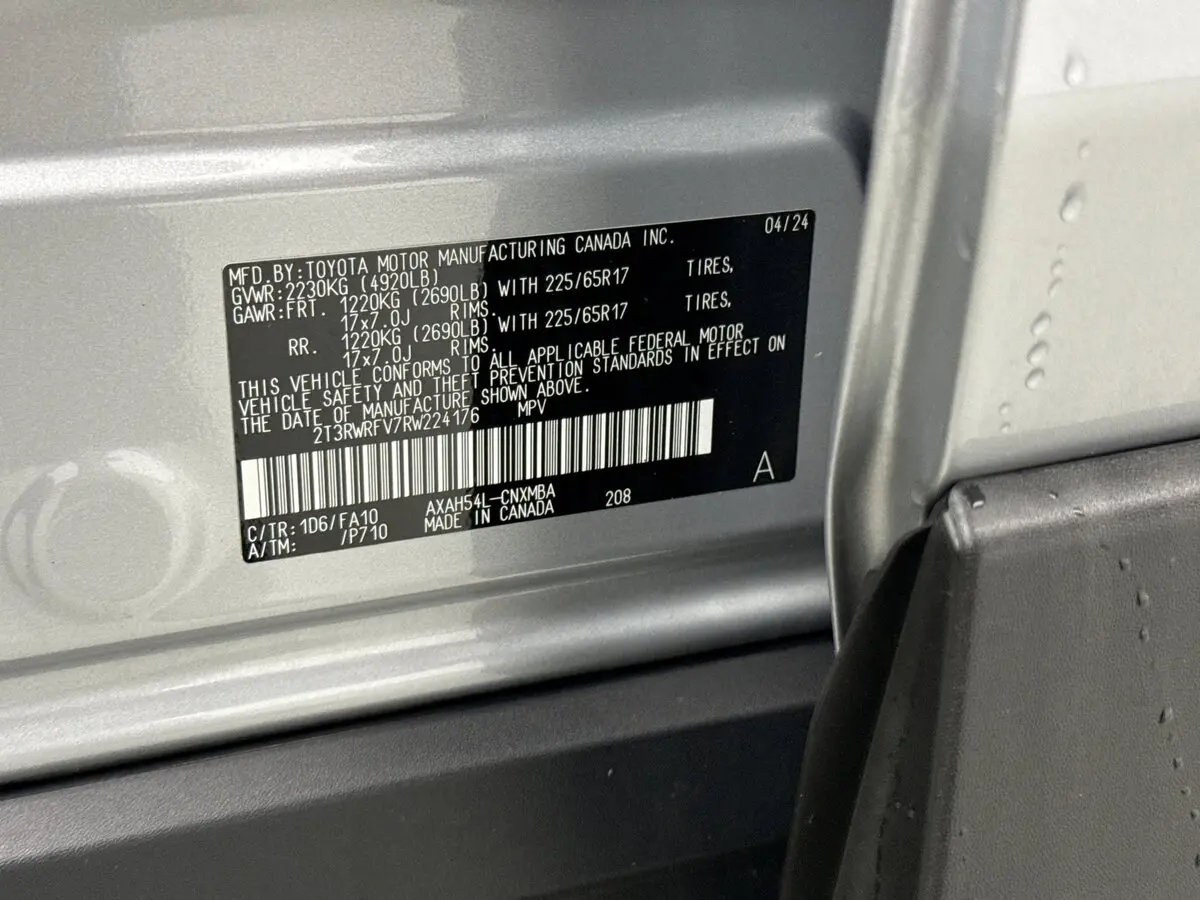 04/24
MFD.BY:TOYOTA MOTOR MANUFACTURING CANADA INC.
GVWR:2230KG (4920LB)
GAWR:FRT. 1220KG (2690LB) WITH 225/65R17 TIRES,
17x7.0J RIMS.
RR. 1220KG (2690LB) WITH 225/65R17 TIRES,
17x7.0J RIMS.
THIS VEHICLE CONFORMS TO ALL APPLICABLE FEDERAL MOTOR
VEHICLE SAFETY AND THEFT PREVENTION STANDARDS IN EFFECT ON
THE DATE OF MANUFACTURE SHOWN ABOVE.
2T3RWRFV7RW224176 MPV
A
C/TR:1D6/FA10 AXAH54L-CNXMBA 208
A/TM: /P710 MADE IN CANADA